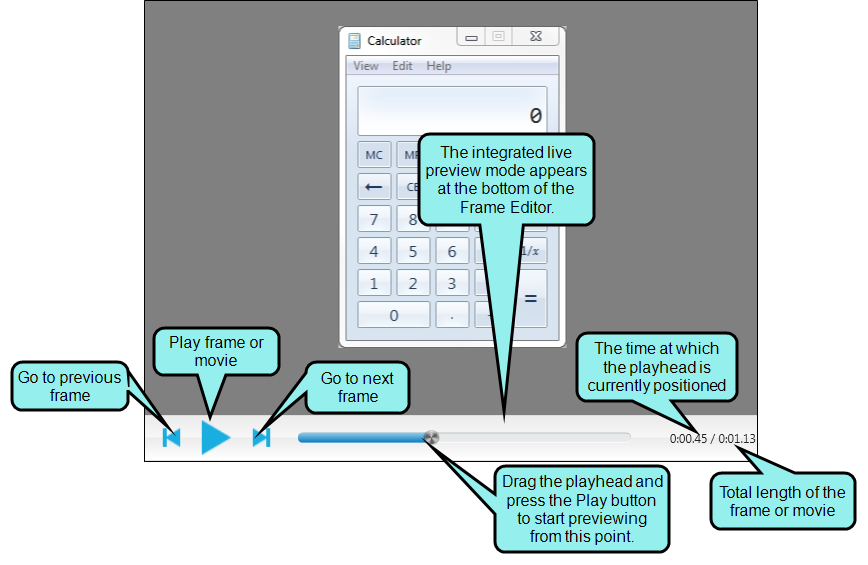 Calculator
View Edit Help
0
MC
←
7 8
4 5 6 1/x
1 2 3 =
0 .
The integrated live
preview mode appears
at the bottom of the
Frame Editor.
Play frame or
movie
Go to previous
frame
Go to next
frame
The time at which
the playhead is
currently positioned
0:00.45 / 0:01.13
Drag the playhead and
press the Play button
to start previewing
from this point.
Total length of the
frame or movie